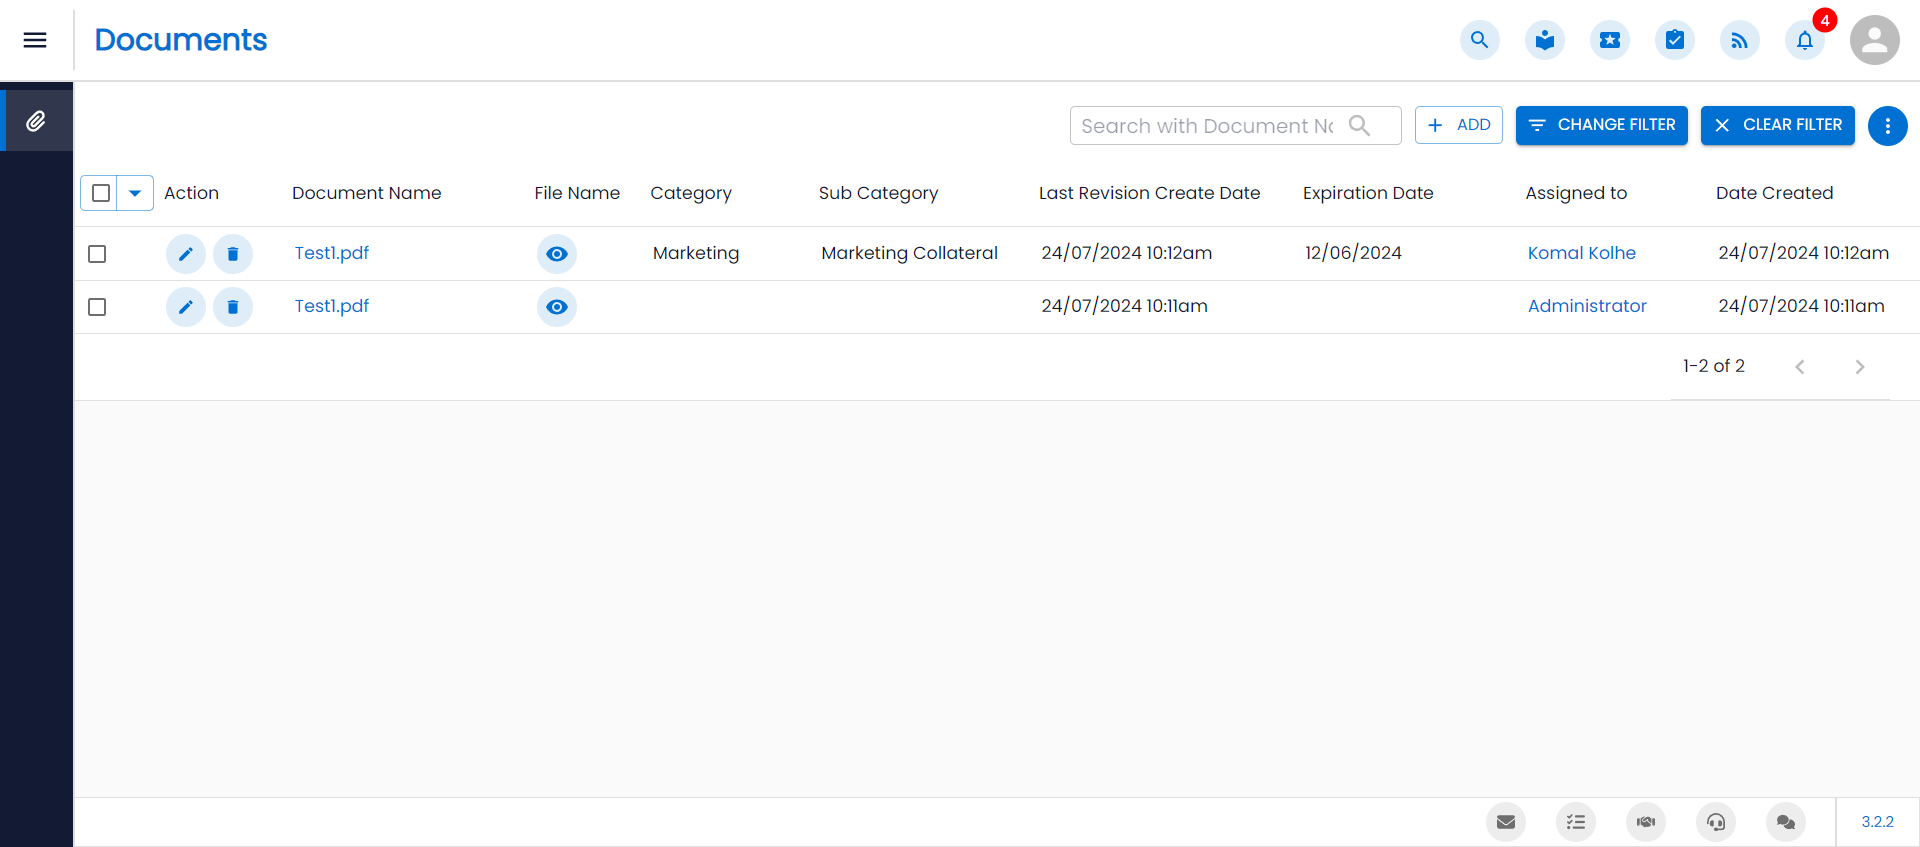 Documents
4
Search with Document Nc
+ ADD
CHANGE FILTER
CLEAR FILTER
Action Document Name File Name Category Sub Category Last Revision Create Date Expiration Date Assigned to Date Created
Test1.pdf Marketing Marketing Collateral 24/07/2024 10:12am 12/06/2024 Komal Kolhe 24/07/2024 10:12am
Test1.pdf 24/07/2024 10:11am Administrator 24/07/2024 10:11am
1-2 of 2
3.2.2